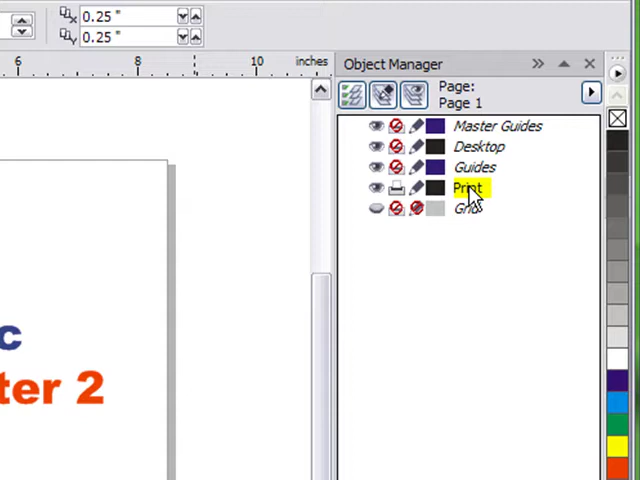 0.25 "
0.25 "
6 8 10 inches
Object Manager
Page:
Page 1
Master Guides
Desktop
Guides
Print
Grid
c
ter 2